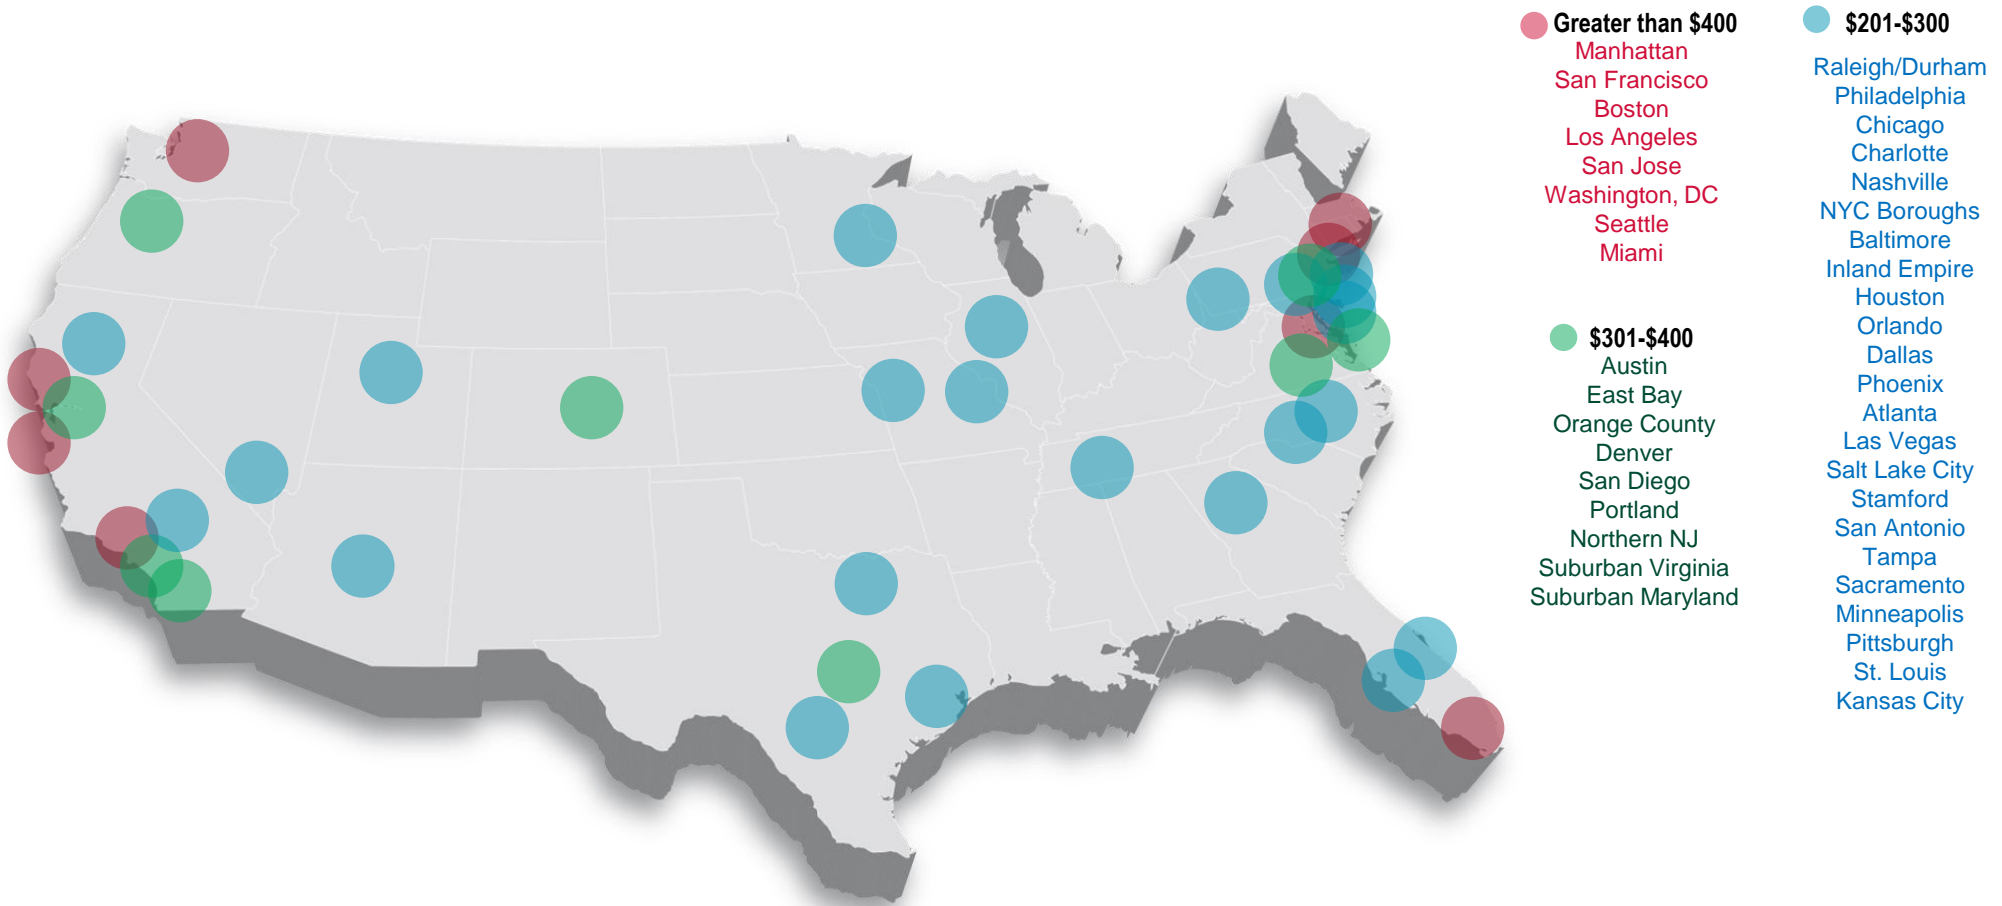 Greater than $400
Manhattan
San Francisco
Boston
Los Angeles
San Jose
Washington, DC
Seattle
Miami
$301-$400
Austin
East Bay
Orange County
Denver
San Diego
Portland
Northern NJ
Suburban Virginia
Suburban Maryland
$201-$300
Raleigh/Durham
Philadelphia
Chicago
Charlotte
Nashville
NYC Boroughs
Baltimore
Inland Empire
Houston
Orlando
Dallas
Phoenix
Atlanta
Las Vegas
Salt Lake City
Stamford
San Antonio
Tampa
Sacramento
Minneapolis
Pittsburgh
St. Louis
Kansas City